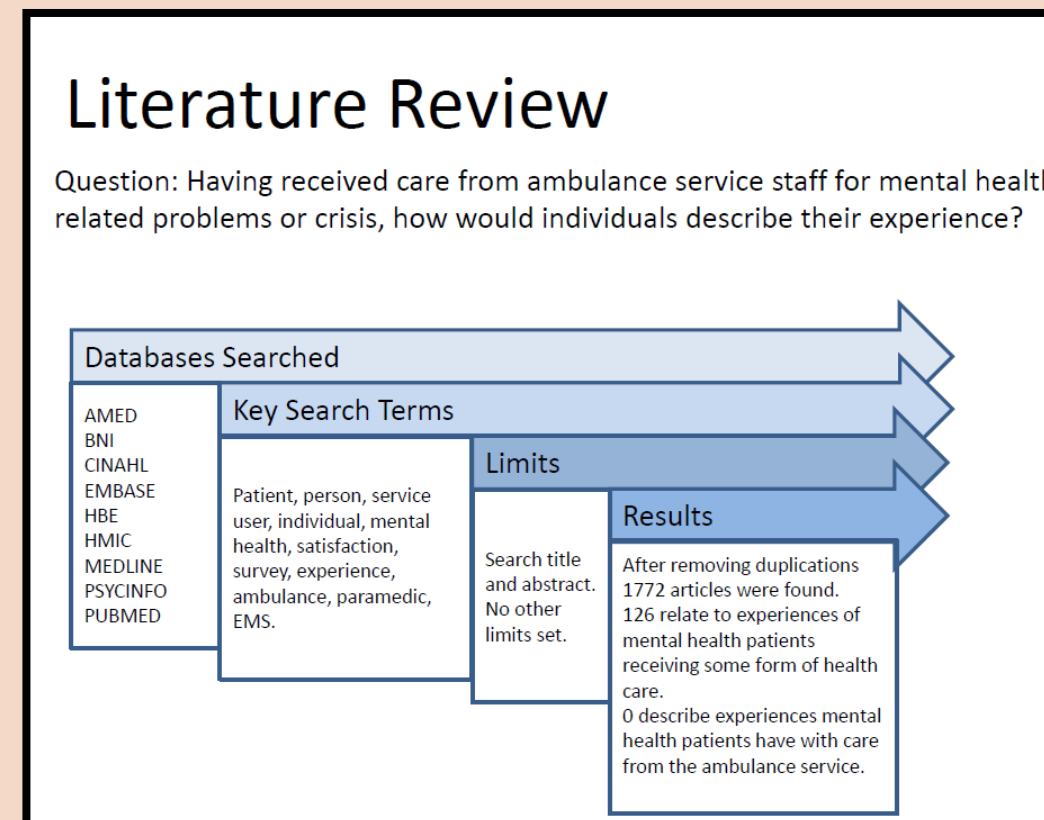 Literature Review
Question: Having received care from ambulance service staff for mental health
related problems or crisis, how would individuals describe their experience?
Databases Searched
AMED
BNI
CINAHL
EMBASE
HBE
HMIC
MEDLINE
PSYCINFO
PUBMED
Key Search Terms
Patient, person, service
user, individual, mental
health, satisfaction,
survey, experience,
ambulance, paramedic,
EMS.
Limits
Search title
and abstract.
No other
limits set.
Results
After removing duplications
1772 articles were found.
126 relate to experiences of
mental health patients
receiving some form of health
care.
0 describe experiences mental
health patients have with care
from the ambulance service.